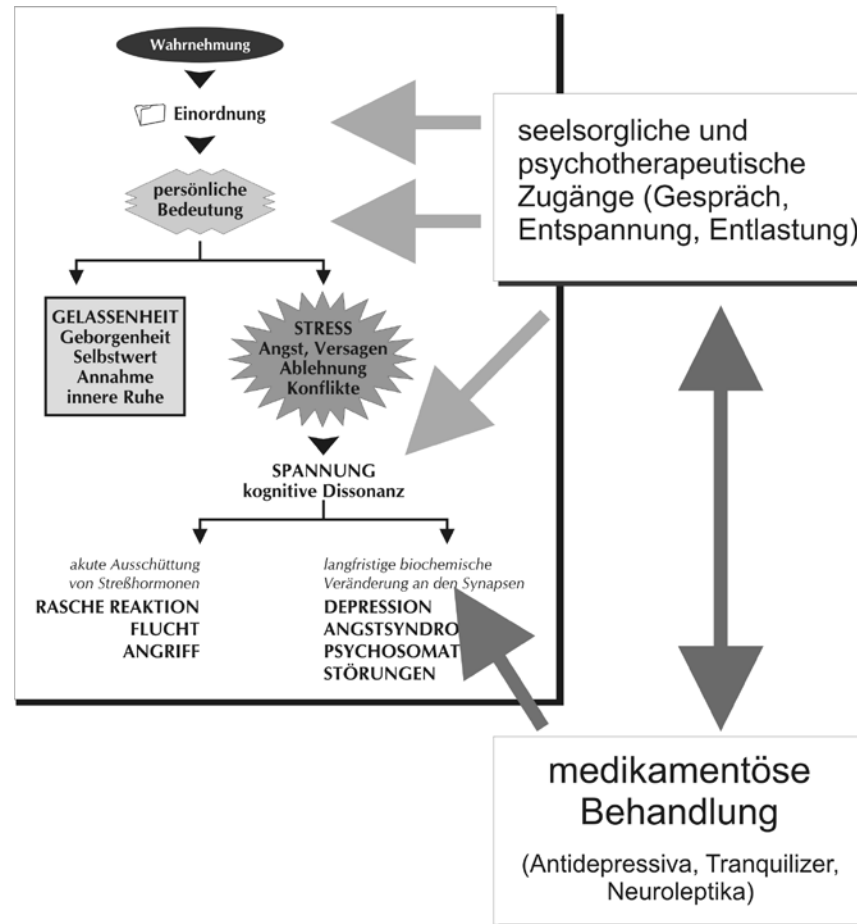 Wahrnehmung
Einordnung
persönliche
Bedeutung
GELASSENHEIT
Geborgenheit
Selbstwert
Annahme
innere Ruhe
STRESS
Angst, Versagen
Ablehnung
Konflikte
SPANNUNG
kognitive Dissonanz
akute Ausschüttung
von Streßhormonen
RASCHE REAKTION
FLUCHT
ANGRIFF
langfristige biochemische
Veränderung an den Synapsen
DEPRESSION
ANGSTSYNDRO
PSYCHOSOMAT
STÖRUNGEN
seelsorgliche und
psychotherapeutische
Zugänge (Gespräch,
Entspannung, Entlastung)
medikamentöse
Behandlung
(Antidepressiva, Tranquilizer,
Neuroleptika)